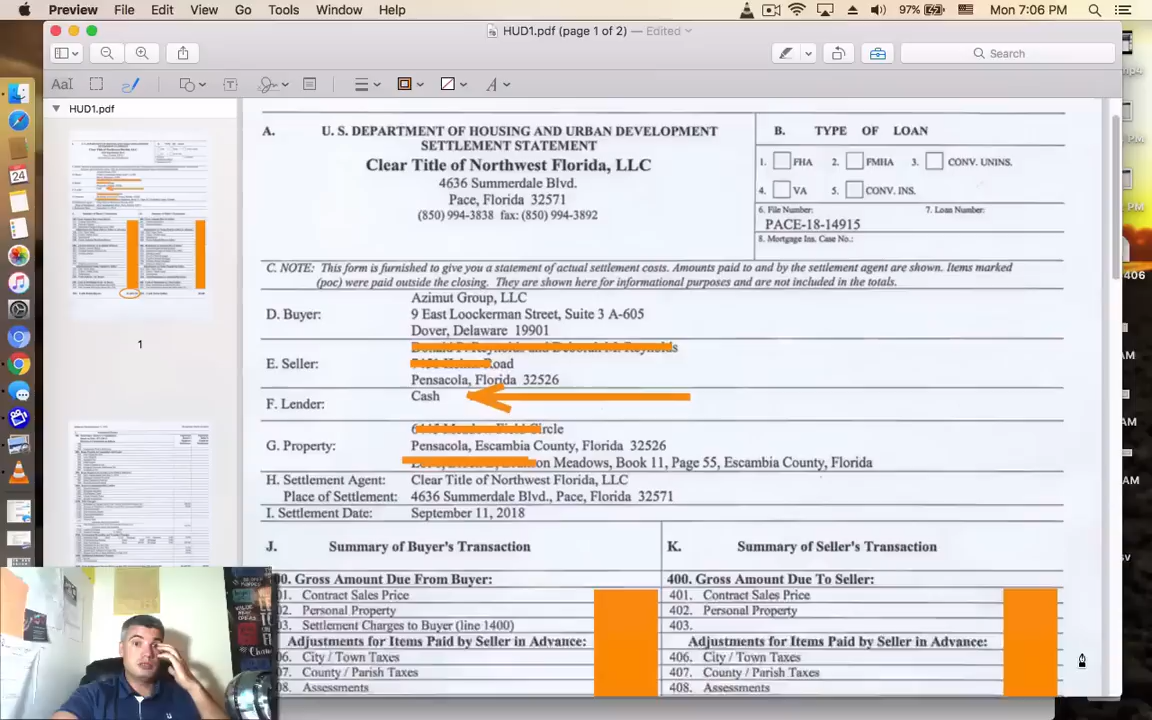 Preview File Edit View Go Tools Window Help 97% Mon 7:06 PM
HUD1.pdf (page 1 of 2) — Edited
Search
HUD1.pdf
A. U. S. DEPARTMENT OF HOUSING AND URBAN DEVELOPMENT
SETTLEMENT STATEMENT
Clear Title of Northwest Florida, LLC
4636 Summerdale Blvd.
Pace, Florida 32571
(850) 994-3838 fax: (850) 994-3892
B. TYPE OF LOAN
1. FHA 2. FMHA 3. CONV. UNINS.
4. VA 5. CONV. INS.
6. File Number: 7. Loan Number:
PACE-18-14915
8. Mortgage Ins. Case No.:
C. NOTE: This form is furnished to give you a statement of actual settlement costs. Amounts paid to and by the settlement agent are shown. Items marked
(poc) were paid outside the closing. They are shown here for informational purposes and are not included in the totals.
D. Buyer: Azimut Group, LLC
9 East Loockerman Street, Suite 3 A-605
Dover, Delaware 19901
E. Seller:
Road
Pensacola, Florida 32526
F. Lender: Cash
G. Property: Circle
Pensacola, Escambia County, Florida 32526
Meadows, Book 11, Page 55, Escambia County, Florida
H. Settlement Agent: Clear Title of Northwest Florida, LLC
Place of Settlement: 4636 Summerdale Blvd., Pace, Florida 32571
I. Settlement Date: September 11, 2018
J. Summary of Buyer's Transaction
00. Gross Amount Due From Buyer:
01. Contract Sales Price
02. Personal Property
03. Settlement Charges to Buyer (line 1400)
Adjustments for Items Paid by Seller in Advance:
06. City / Town Taxes
07. County / Parish Taxes
08. Assessments
K. Summary of Seller's Transaction
400. Gross Amount Due To Seller:
401. Contract Sales Price
402. Personal Property
403.
Adjustments for Items Paid by Seller in Advance:
406. City / Town Taxes
407. County / Parish Taxes
408. Assessments
1
24